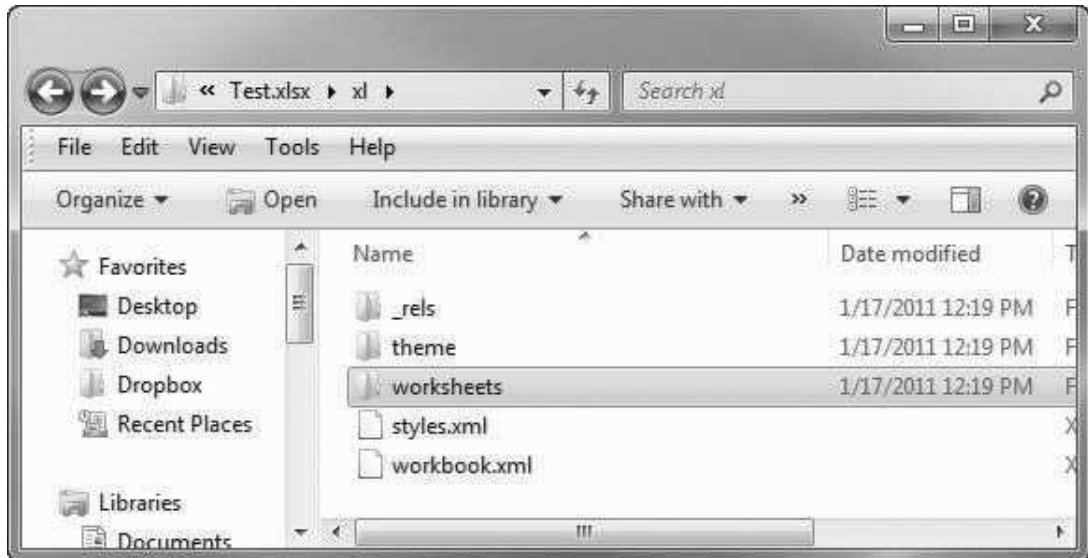 « Test.xlsx ▸ xl ▸ Search xl
File Edit View Tools Help
Organize Open Include in library Share with »
Name Date modified T
Favorites
Desktop
Downloads
Dropbox
Recent Places
Libraries
Documents
_rels 1/17/2011 12:19 PM F
theme 1/17/2011 12:19 PM F
worksheets 1/17/2011 12:19 PM F
styles.xml X
workbook.xml X